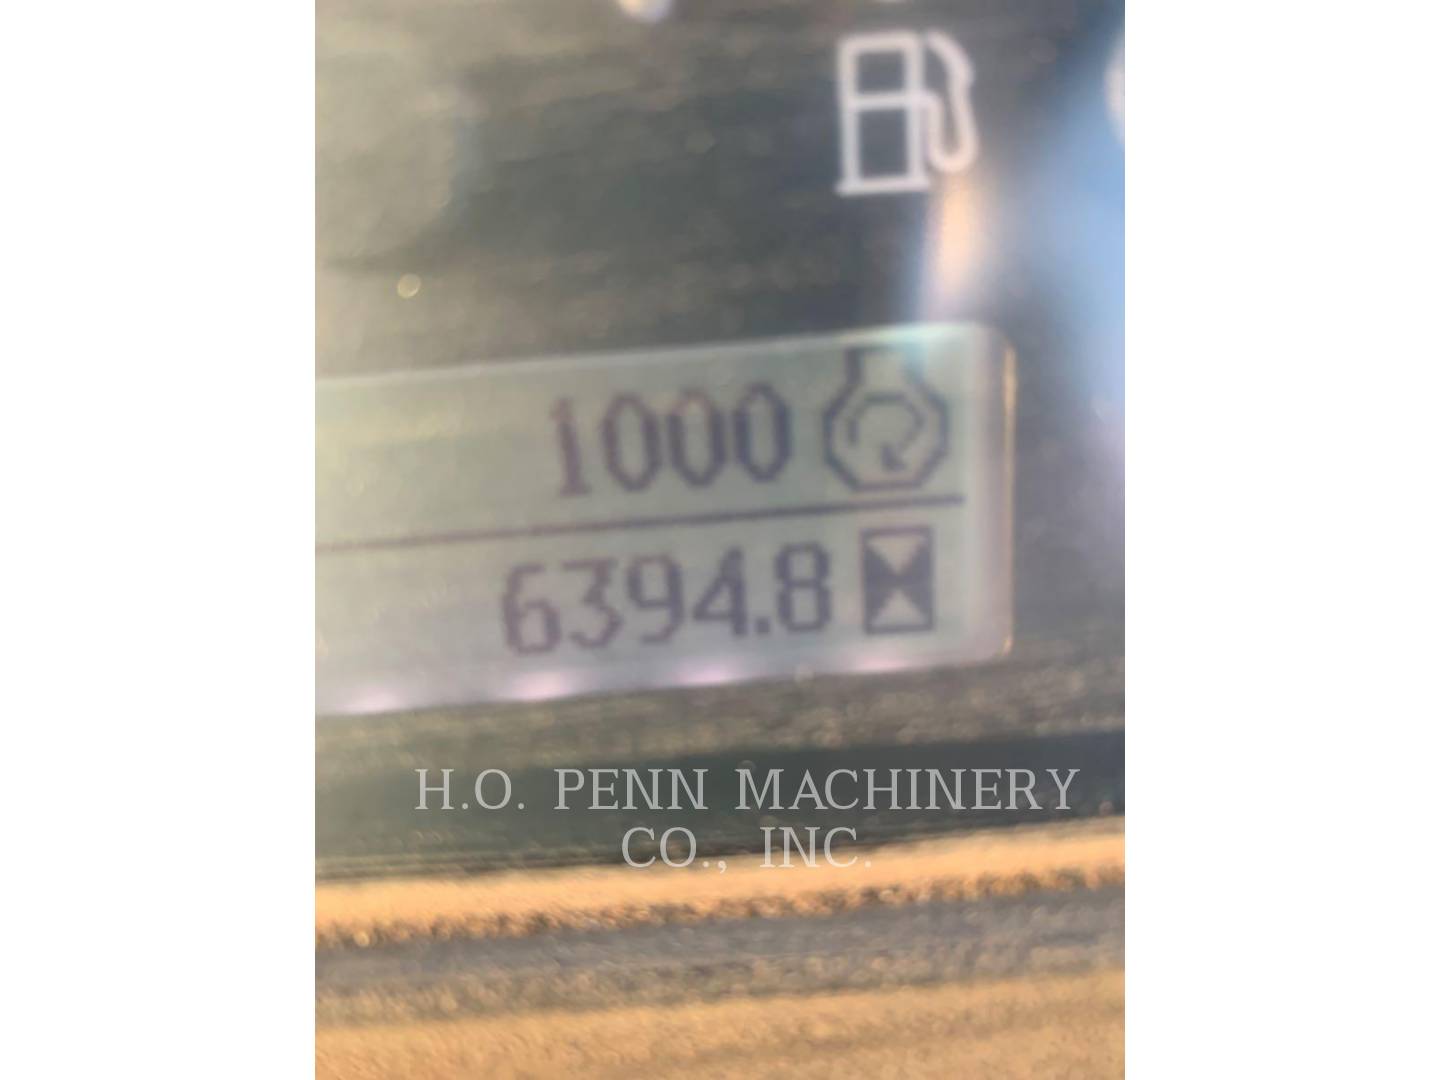 1000
6394.8
H.O. PENN MACHINERY
CO., INC.